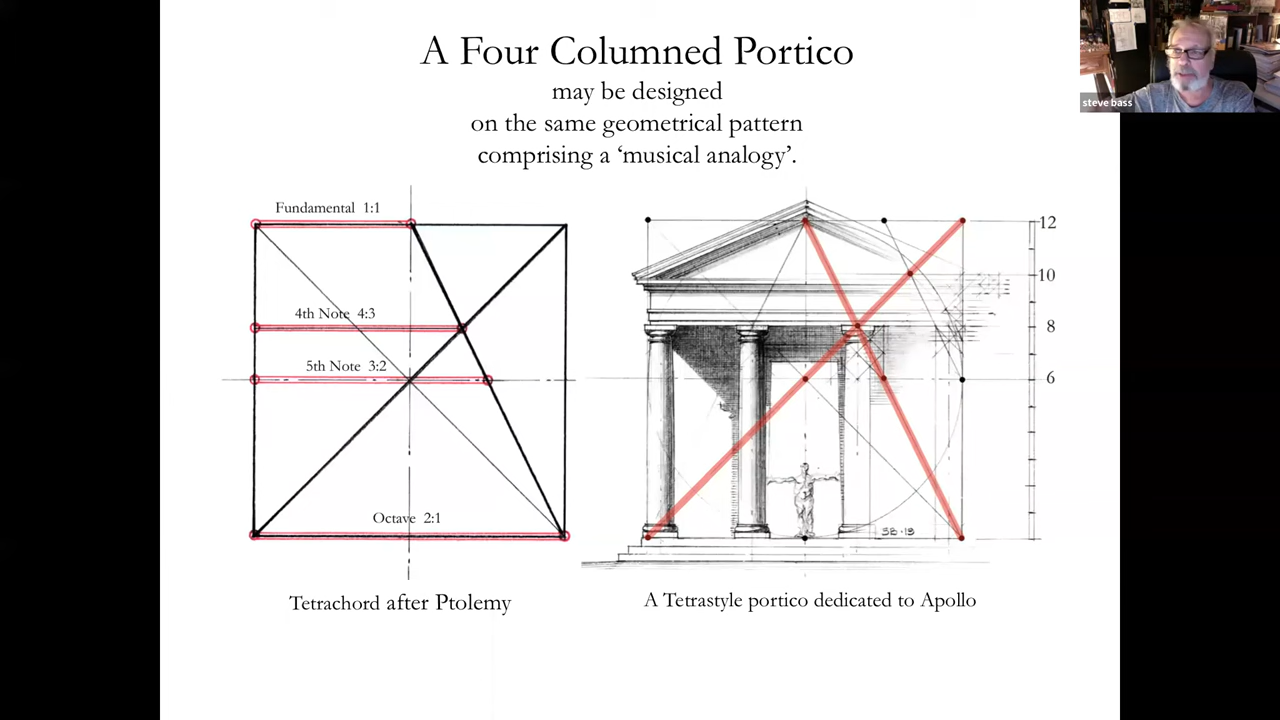 A Four Columned Portico
may be designed
on the same geometrical pattern
comprising a ‘musical analogy’.
steve bass
Fundamental 1:1
4th Note 4:3
5th Note 3:2
Octave 2:1
Tetrachord after Ptolemy
12
10
8
6
SB·13
A Tetrastyle portico dedicated to Apollo